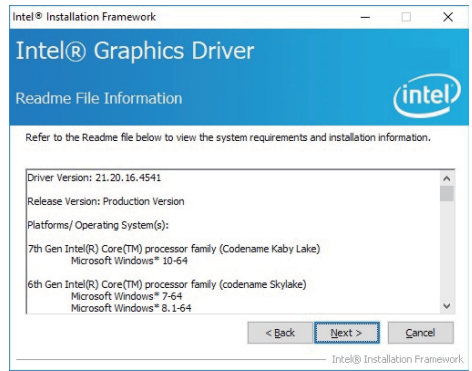 Intel® Installation Framework
Intel® Graphics Driver
Readme File Information
intel
Refer to the Readme file below to view the system requirements and installation information.
Driver Version: 21.20.16.4541
Release Version: Production Version
Platforms/ Operating System(s):
7th Gen Intel(R) Core(TM) processor family (Codename Kaby Lake)
Microsoft Windows* 10-64
6th Gen Intel(R) Core(TM) processor family (codename Skylake)
Microsoft Windows* 7-64
Microsoft Windows* 8.1-64
< Back Next > Cancel
Intel® Installation Framework